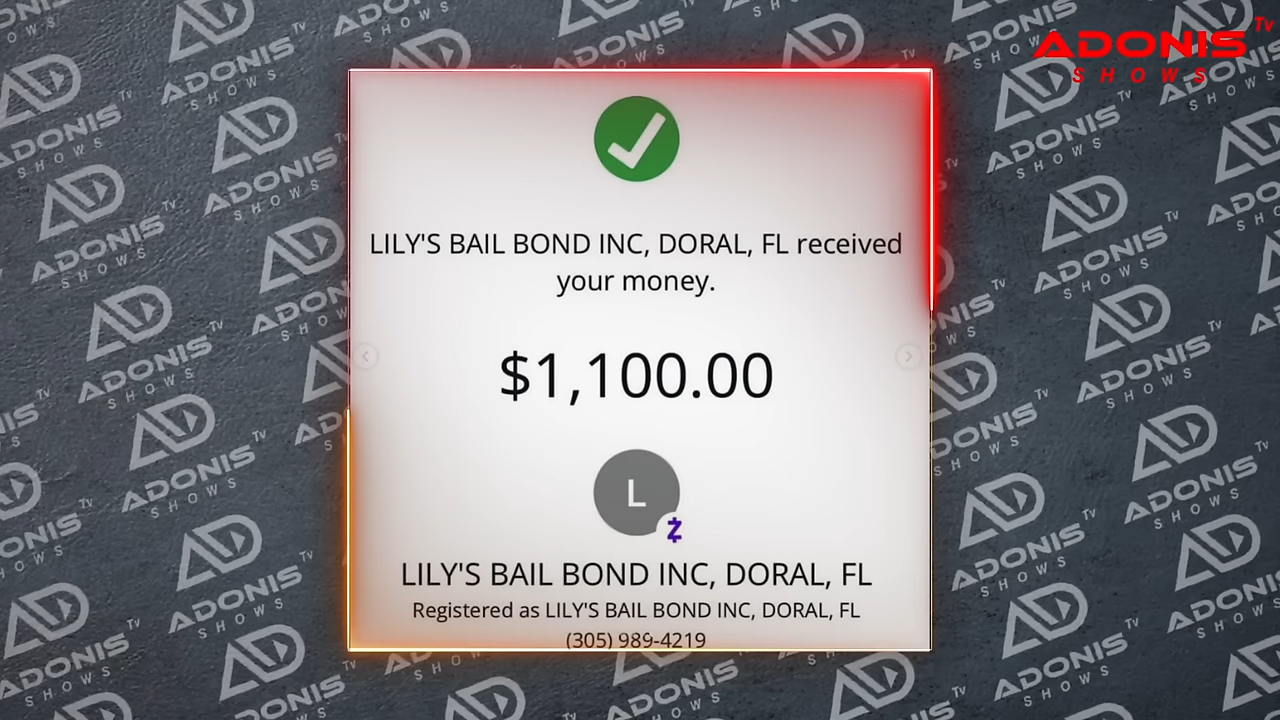 ADONIS Tv
SHOWS
LILY'S BAIL BOND INC, DORAL, FL received
your money.
$1,100.00
L
LILY'S BAIL BOND INC, DORAL, FL
Registered as LILY'S BAIL BOND INC, DORAL, FL
(305) 989-4219